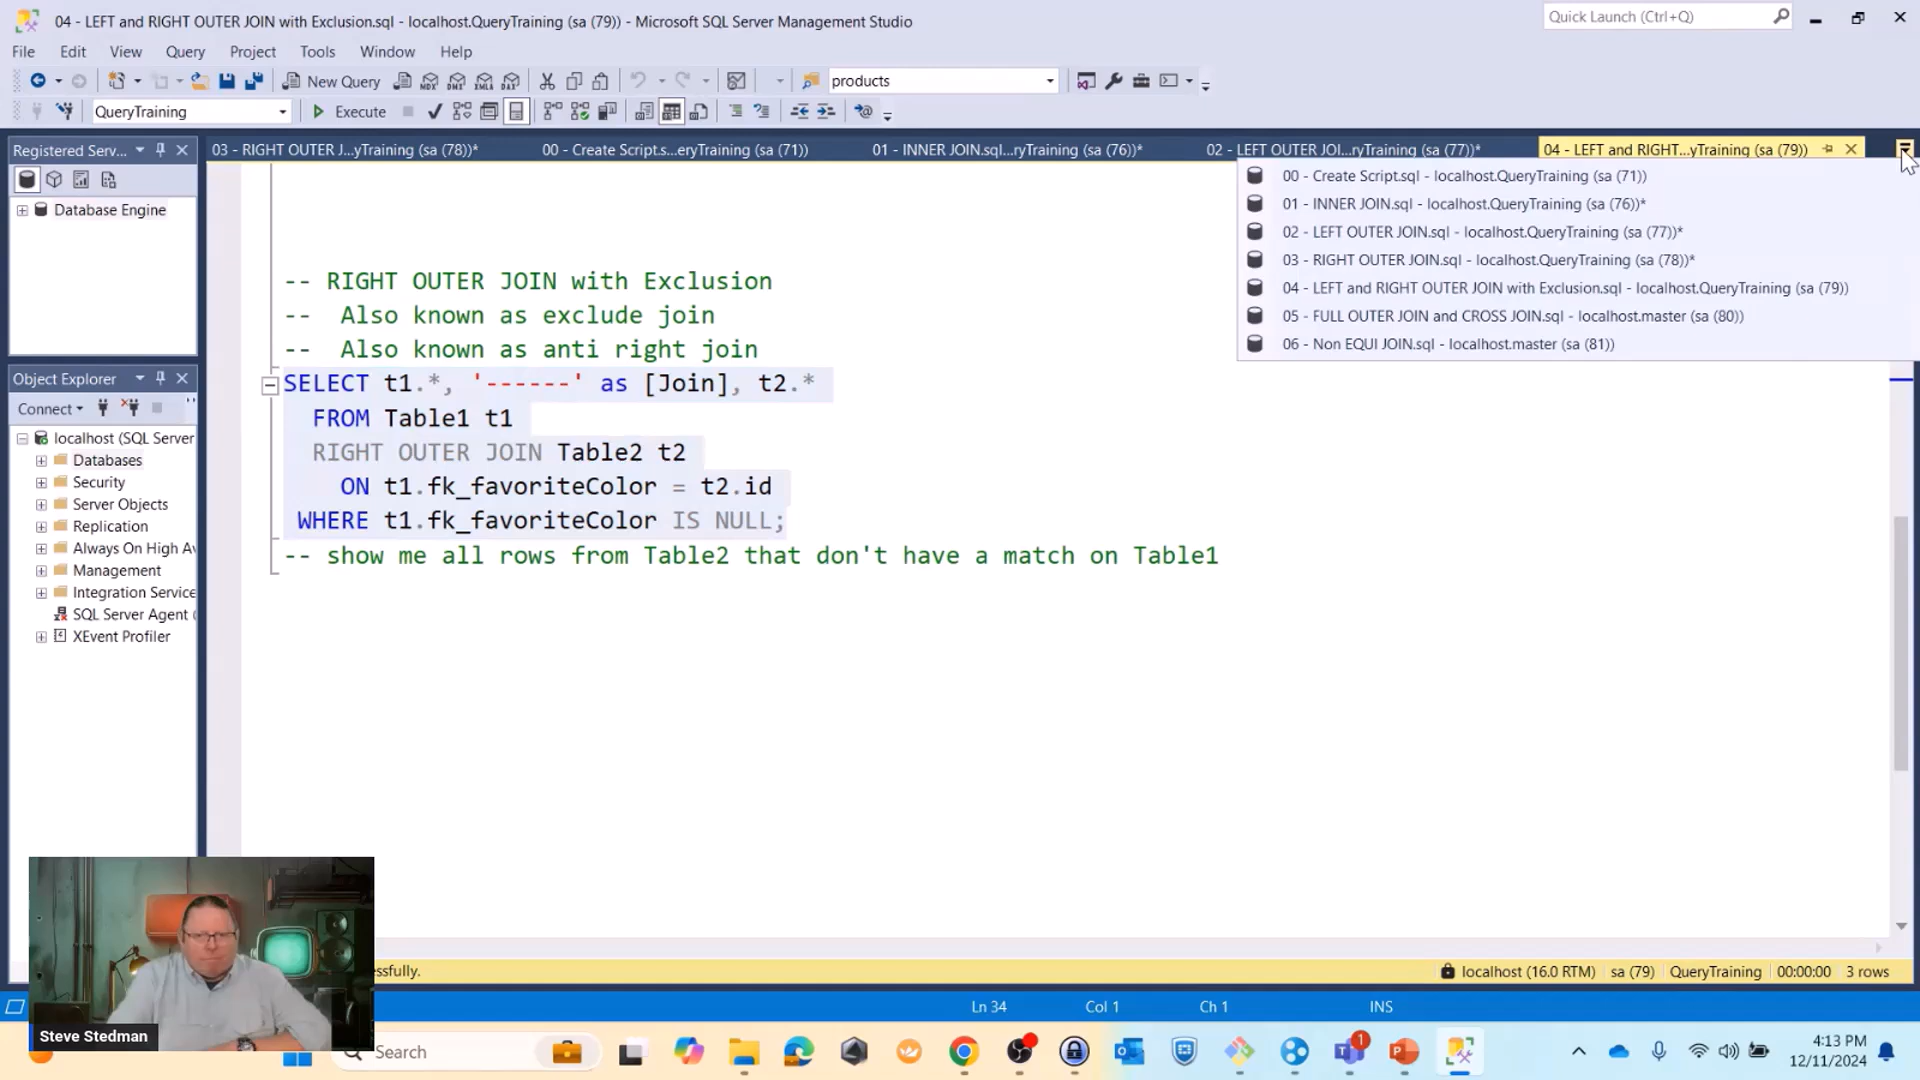 04 - LEFT and RIGHT OUTER JOIN with Exclusion.sql - localhost.QueryTraining (sa (79)) - Microsoft SQL Server Management Studio
Quick Launch (Ctrl+Q)
File Edit View Query Project Tools Window Help
New Query
MDX DMX XMLA DAX
products
QueryTraining
Execute
Registered Serv...
03 - RIGHT OUTER J...yTraining (sa (78))*
00 - Create Script.s...eryTraining (sa (71))
01 - INNER JOIN.sql...ryTraining (sa (76))*
02 - LEFT OUTER JOI...ryTraining (sa (77))*
04 - LEFT and RIGHT...yTraining (sa (79))
Database Engine
00 - Create Script.sql - localhost.QueryTraining (sa (71))
01 - INNER JOIN.sql - localhost.QueryTraining (sa (76))*
02 - LEFT OUTER JOIN.sql - localhost.QueryTraining (sa (77))*
03 - RIGHT OUTER JOIN.sql - localhost.QueryTraining (sa (78))*
04 - LEFT and RIGHT OUTER JOIN with Exclusion.sql - localhost.QueryTraining (sa (79))
05 - FULL OUTER JOIN and CROSS JOIN.sql - localhost.master (sa (80))
06 - Non EQUI JOIN.sql - localhost.master (sa (81))
-- RIGHT OUTER JOIN with Exclusion
-- Also known as exclude join
-- Also known as anti right join
SELECT t1.*, '------' as [Join], t2.*
FROM Table1 t1
RIGHT OUTER JOIN Table2 t2
ON t1.fk_favoriteColor = t2.id
WHERE t1.fk_favoriteColor IS NULL;
-- show me all rows from Table2 that don't have a match on Table1
Object Explorer
Connect
localhost (SQL Server
Databases
Security
Server Objects
Replication
Always On High Av
Management
Integration Service
SQL Server Agent (
XEvent Profiler
Steve Stedman
ssfully.
localhost (16.0 RTM) sa (79) QueryTraining 00:00:00 3 rows
Ln 34 Col 1 Ch 1 INS
Search
1
4:13 PM
12/11/2024